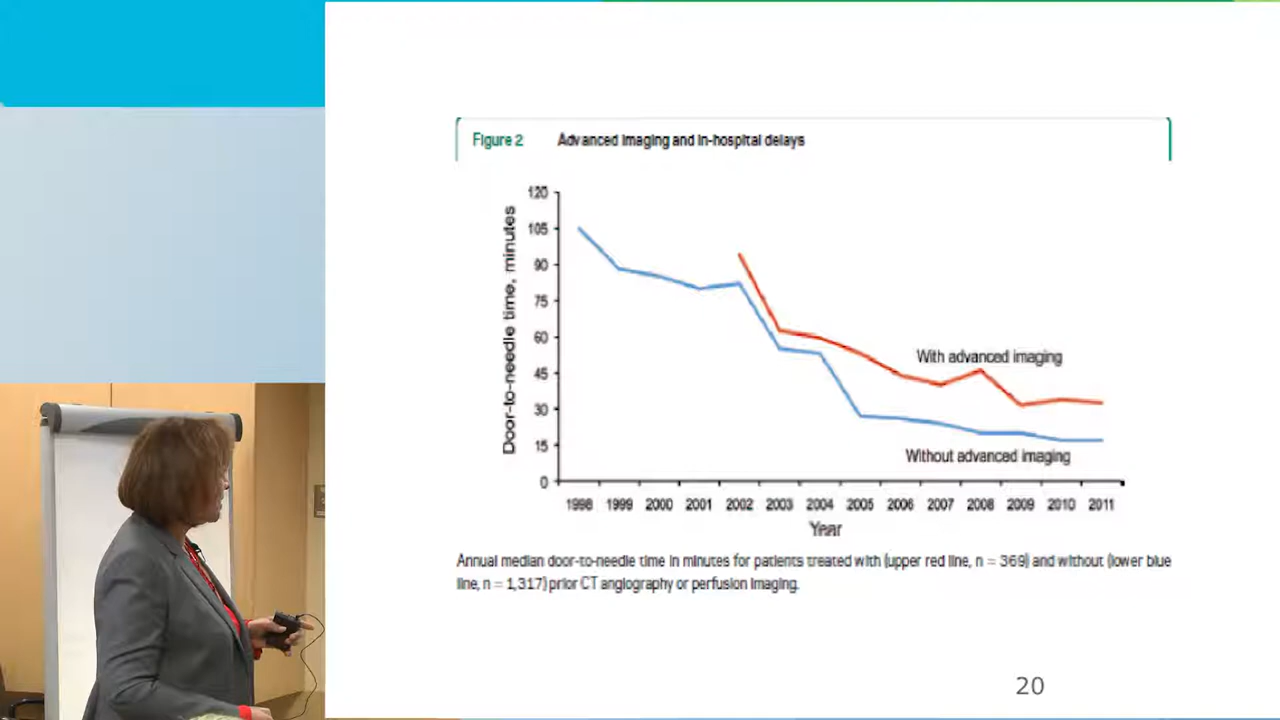 Figure 2 Advanced imaging and in-hospital delays
120
105
90
75
60
45
30
15
0
Door-to-needle time, minutes
With advanced imaging
Without advanced imaging
1998 1999 2000 2001 2002 2003 2004 2005 2006 2007 2008 2009 2010 2011
Year
Annual median door-to-needle time in minutes for patients treated with (upper red line, n = 369) and without (lower blue
line, n = 1,317) prior CT angiography or perfusion imaging.
20